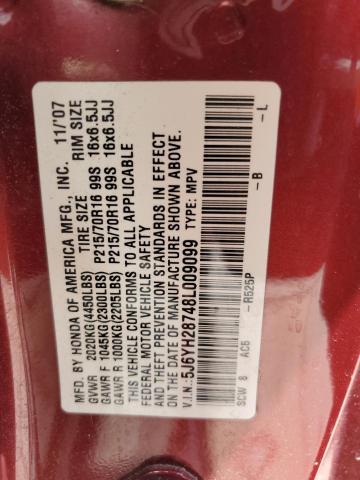 MFD. BY HONDA OF AMERICA MFG., INC. 11/'07
TIRE SIZE RIM SIZE
GVWR 2020KG(4450LBS)
GAWR F 1045KG(2300LBS) P215/70R16 99S 16x6.5JJ
GAWR R 1000KG(2205LBS) P215/70R16 99S 16x6.5JJ
THIS VEHICLE CONFORMS TO ALL APPLICABLE
FEDERAL MOTOR VEHICLE SAFETY
AND THEFT PREVENTION STANDARDS IN EFFECT
ON THE DATE OF MANUFACTURE SHOWN ABOVE.
V.I.N.: 5J6YH28748L009099 TYPE: MPV
SCW 8 AC5 -R525P -B -L